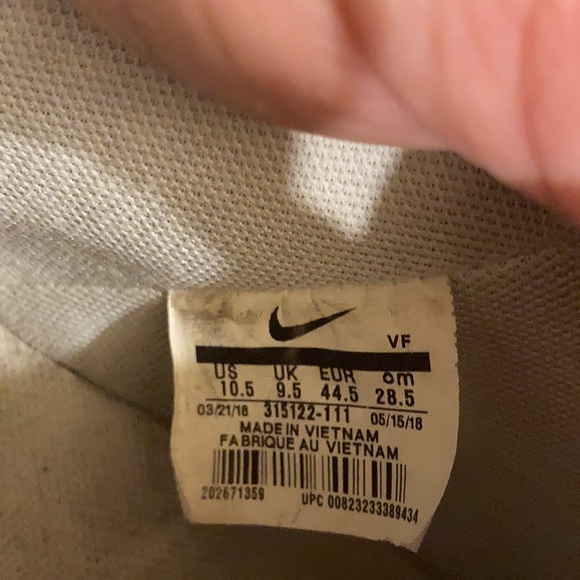 VF
US UK EUR cm
10.5 9.5 44.5 28.5
03/21/18 315122-111 05/15/18
MADE IN VIETNAM
FABRIQUE AU VIETNAM
202671359 UPC 00823233389434